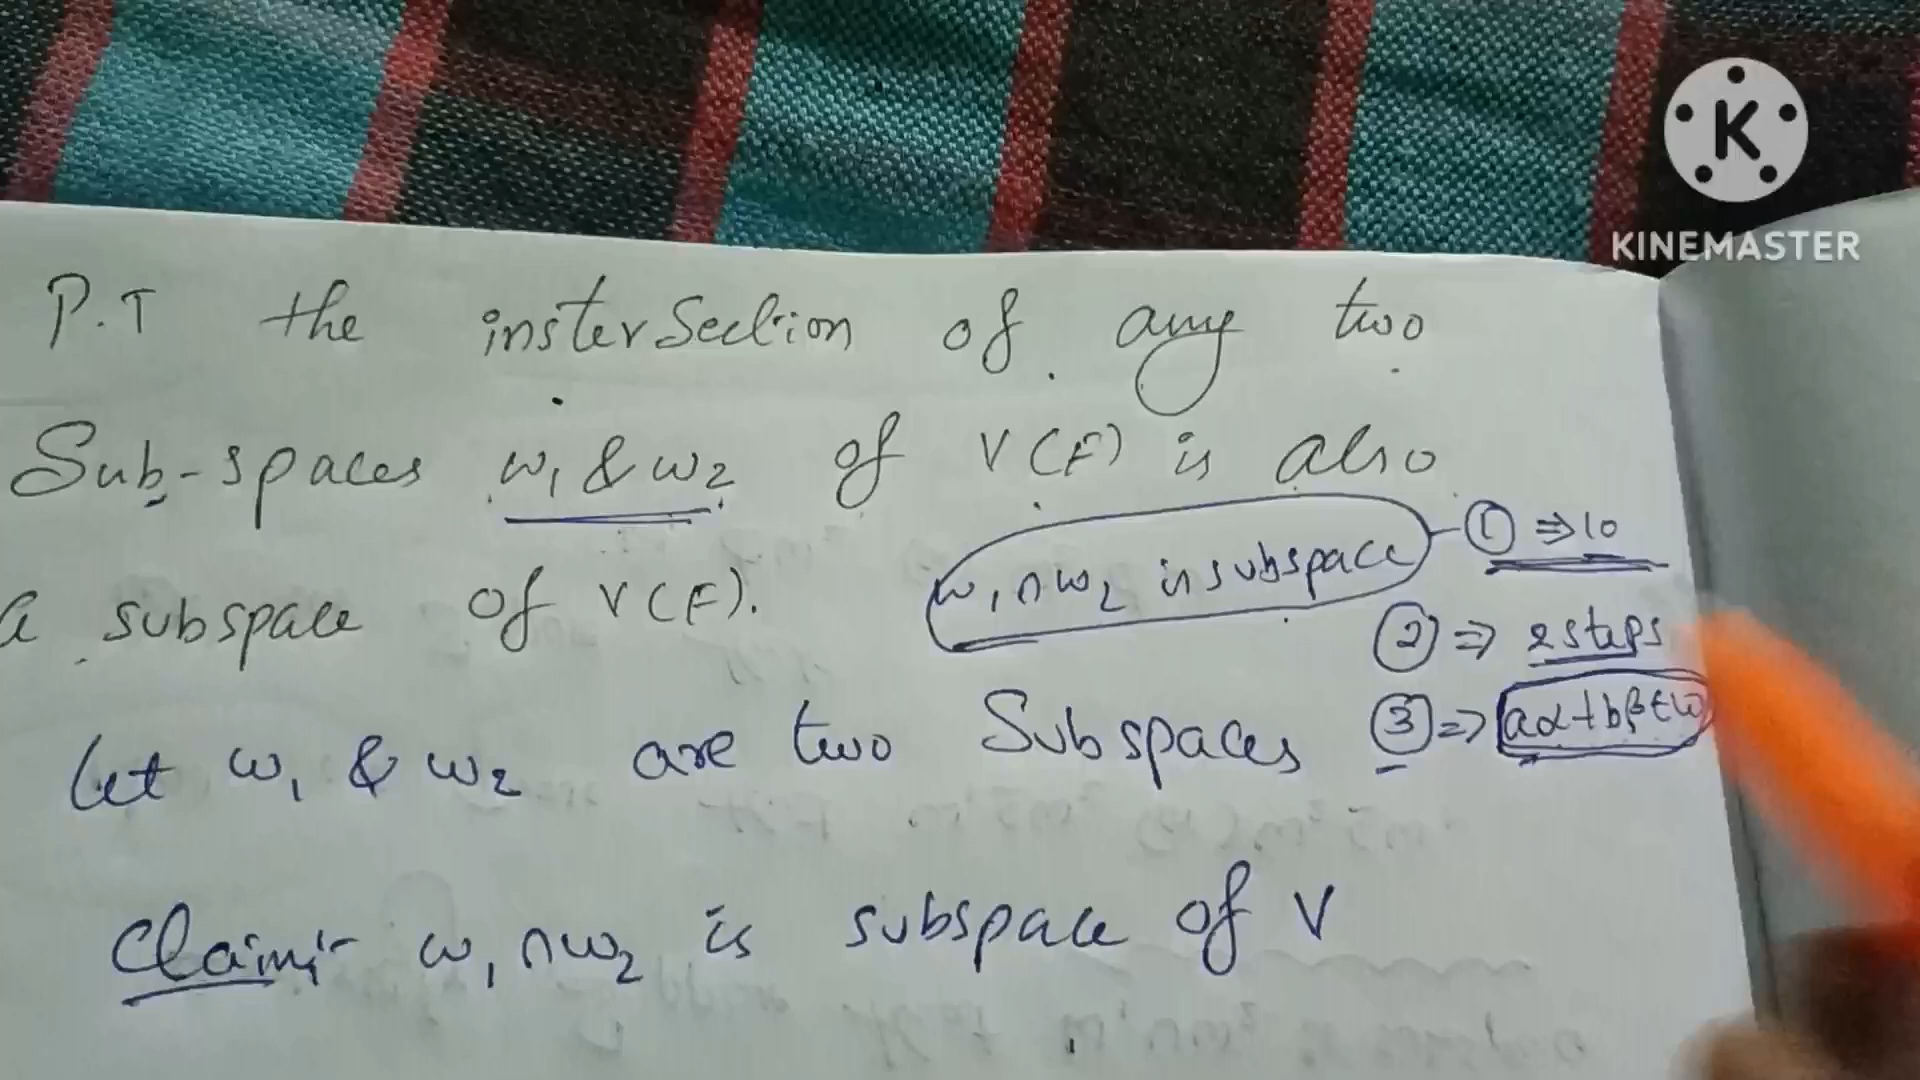 K
KINEMASTER
P.T the instersection of any two
Sub-spaces w₁ & w₂ of V(F) is also
a subspace of V(F).
w₁∩w₂ is subspace ① ⇒ 10
② ⇒ 2 steps
③ ⇒ aα+bβ∈W
Let w₁ & w₂ are two Subspaces
Claim:- w₁∩w₂ is subspace of V